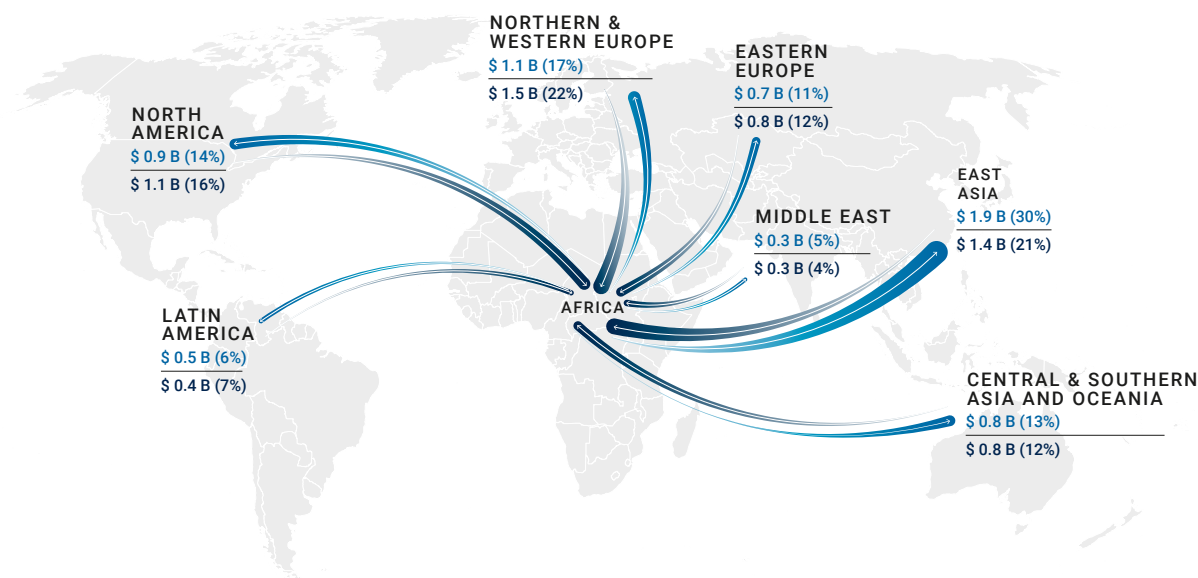 NORTHERN &
WESTERN EUROPE
$ 1.1 B (17%)
$ 1.5 B (22%)
EASTERN
EUROPE
$ 0.7 B (11%)
$ 0.8 B (12%)
NORTH
AMERICA
$ 0.9 B (14%)
$ 1.1 B (16%)
EAST
ASIA
$ 1.9 B (30%)
$ 1.4 B (21%)
MIDDLE EAST
$ 0.3 B (5%)
$ 0.3 B (4%)
AFRICA
LATIN
AMERICA
$ 0.5 B (6%)
$ 0.4 B (7%)
CENTRAL & SOUTHERN
ASIA AND OCEANIA
$ 0.8 B (13%)
$ 0.8 B (12%)